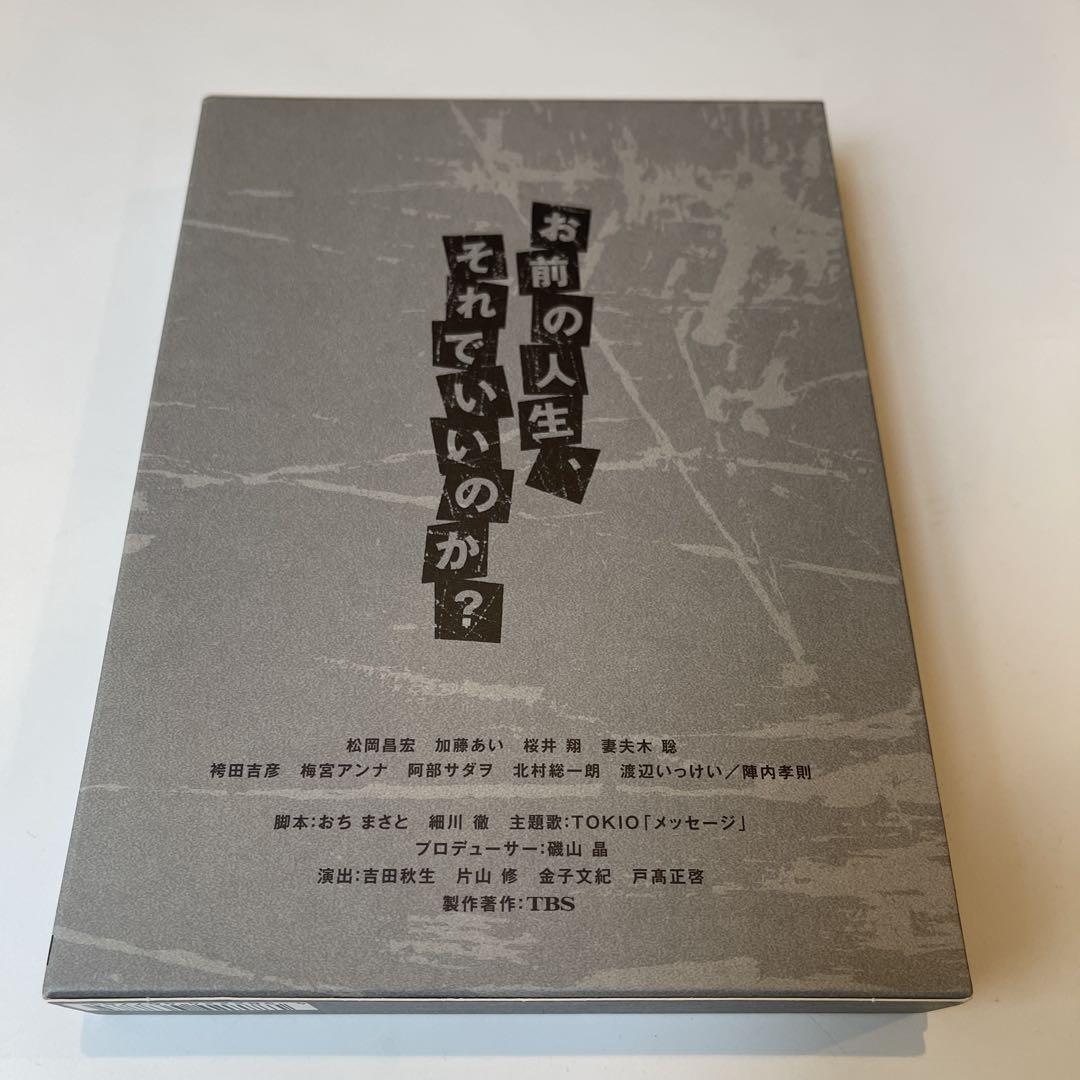 お前の人生、
それでいいのか?
松岡昌宏 加藤あい 桜井 翔 妻夫木 聡
袴田吉彦 梅宮アンナ 阿部サダヲ 北村総一朗 渡辺いっけい／陣内孝則
脚本:おち まさと 細川 徹 主題歌:TOKIO「メッセージ」
プロデューサー:磯山 晶
演出:吉田秋生 片山 修 金子文紀 戸髙正啓
製作著作:TBS